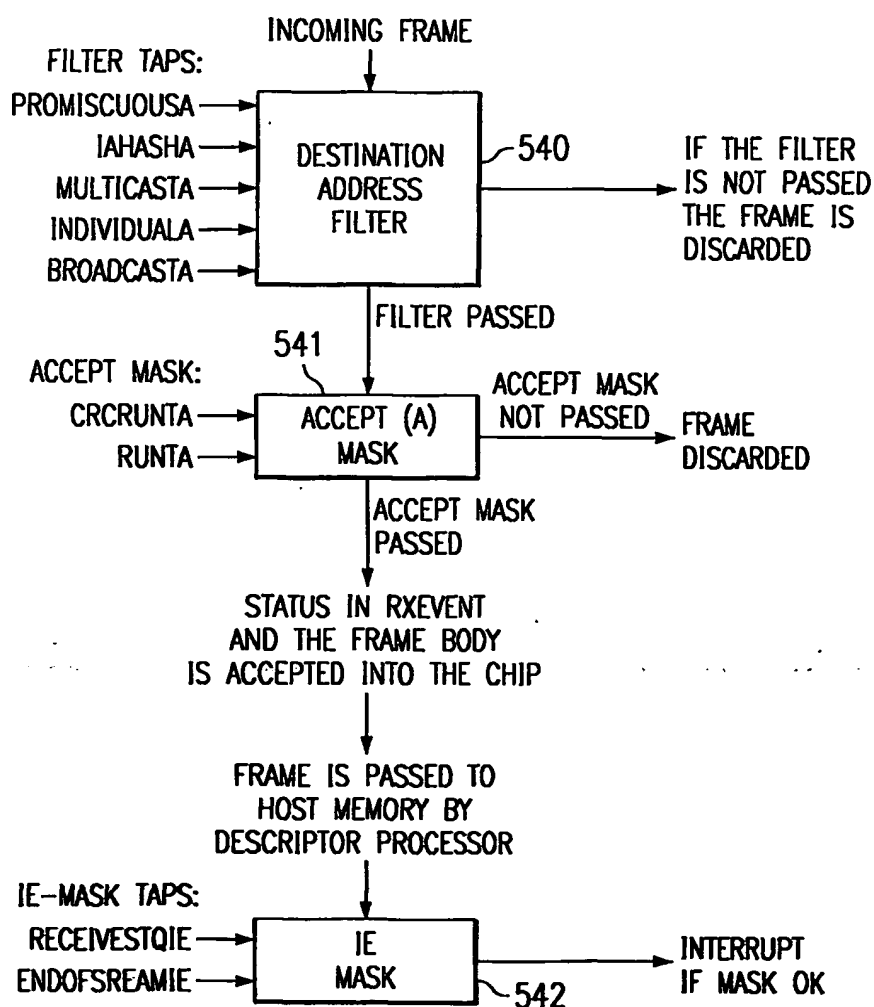 INCOMING FRAME
FILTER TAPS:
PROMISCUOUSA
IAHASHA
MULTICASTA
INDIVIDUALA
BROADCASTA
DESTINATION
ADDRESS
FILTER
540
IF THE FILTER
IS NOT PASSED
THE FRAME IS
DISCARDED
FILTER PASSED
541
ACCEPT MASK:
CRCRUNTA
RUNTA
ACCEPT (A)
MASK
ACCEPT MASK
NOT PASSED
FRAME
DISCARDED
ACCEPT MASK
PASSED
STATUS IN RXEVENT
AND THE FRAME BODY
IS ACCEPTED INTO THE CHIP
FRAME IS PASSED TO
HOST MEMORY BY
DESCRIPTOR PROCESSOR
IE-MASK TAPS:
RECEIVESTQIE
ENDOFSREAMIE
IE
MASK
542
INTERRUPT
IF MASK OK